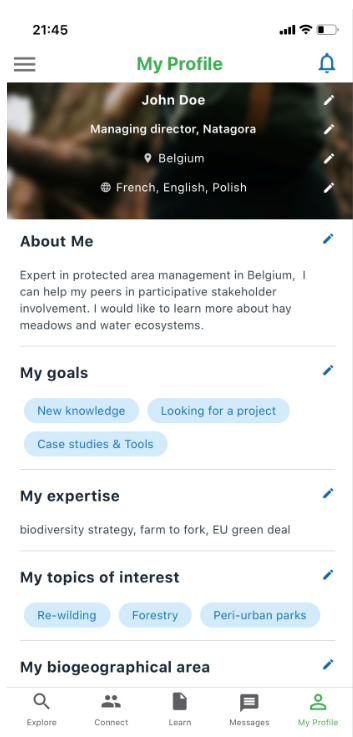 21:45
My Profile
John Doe
Managing director, Natagora
Belgium
French, English, Polish
About Me
Expert in protected area management in Belgium, I
can help my peers in participative stakeholder
involvement. I would like to learn more about hay
meadows and water ecosystems.
My goals
New knowledge Looking for a project
Case studies & Tools
My expertise
biodiversity strategy, farm to fork, EU green deal
My topics of interest
Re-wilding Forestry Peri-urban parks
My biogeographical area
Explore Connect Learn Messages My Profile